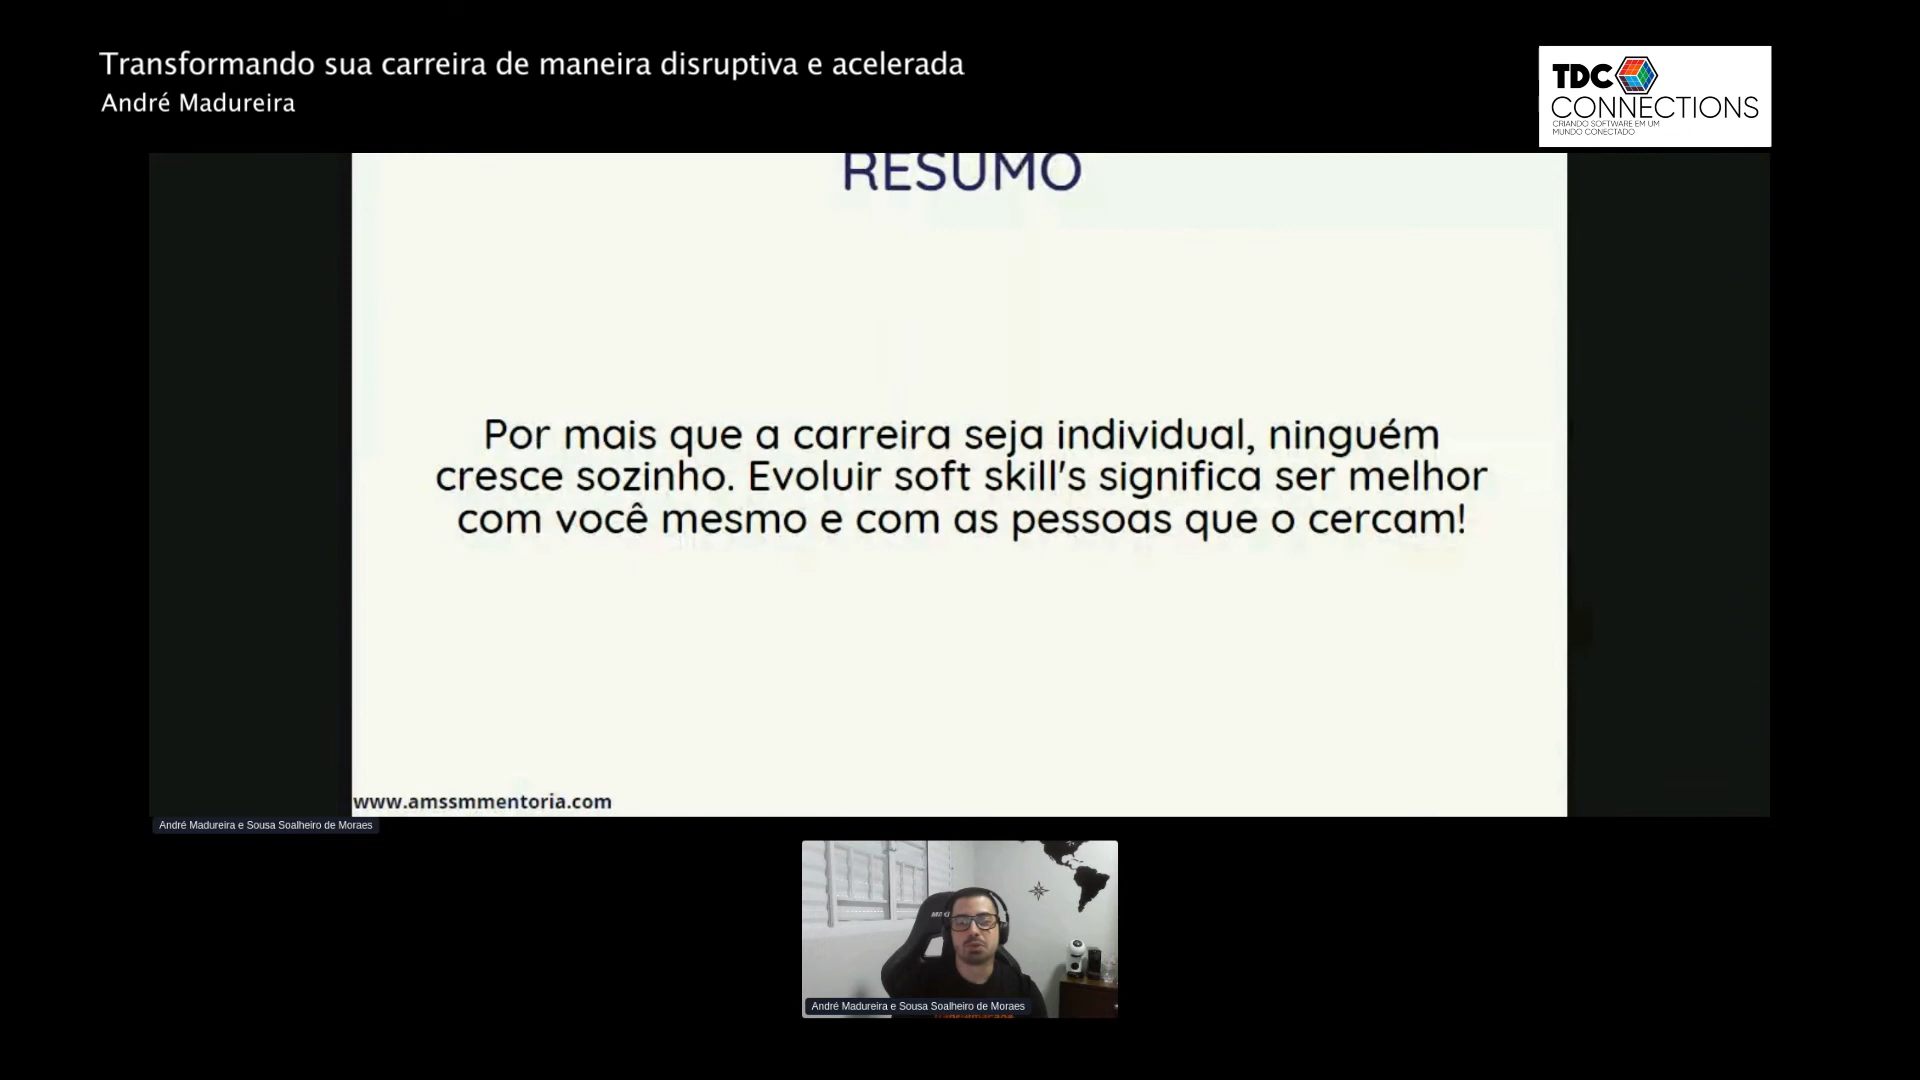 Transformando sua carreira de maneira disruptiva e acelerada
André Madureira
TDC
CONNECTIONS
CRIANDO SOFTWARE EM UM
MUNDO CONECTADO
RESUMO
Por mais que a carreira seja individual, ninguém
cresce sozinho. Evoluir soft skill's significa ser melhor
com você mesmo e com as pessoas que o cercam!
www.amssmmentoria.com
André Madureira e Sousa Soalheiro de Moraes
André Madureira e Sousa Soalheiro de Moraes